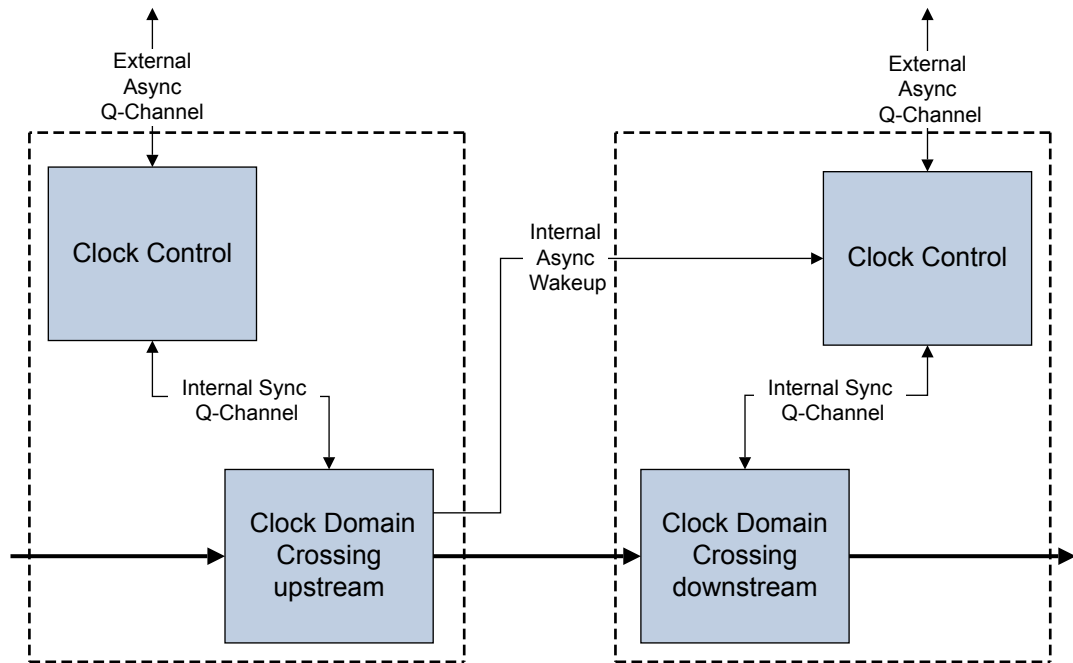 External
Async
Q-Channel
External
Async
Q-Channel
Clock Control
Internal
Async
Wakeup
Clock Control
Internal Sync
Q-Channel
Internal Sync
Q-Channel
Clock Domain
Crossing
upstream
Clock Domain
Crossing
downstream